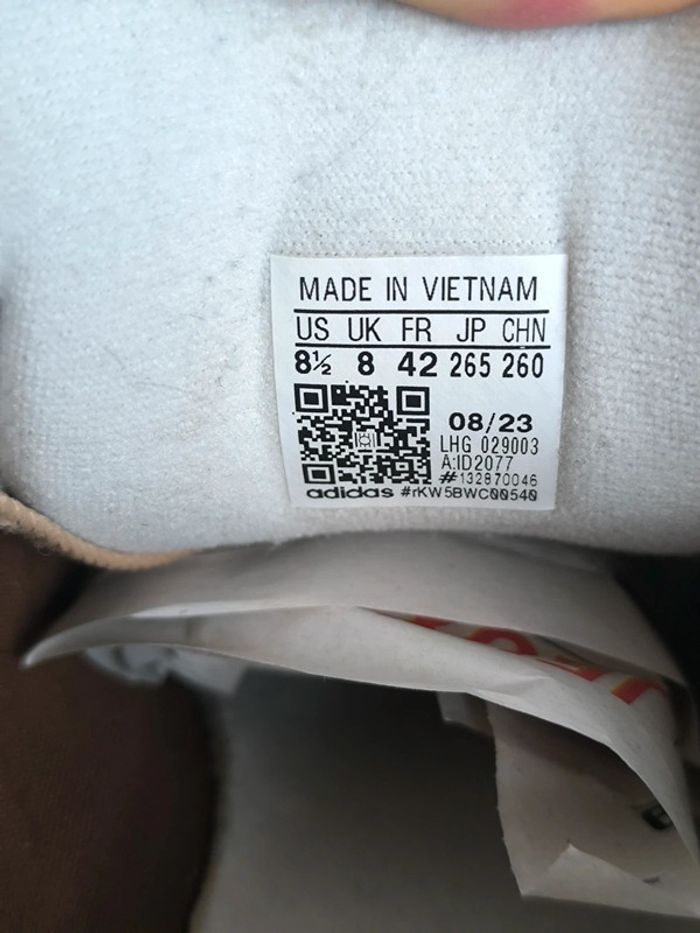 MADE IN VIETNAM
US UK FR JP CHN
8½ 8 42 265 260
08/23
LHG 029003
A:ID2077
#132870046
adidas #rKW5BWC00540